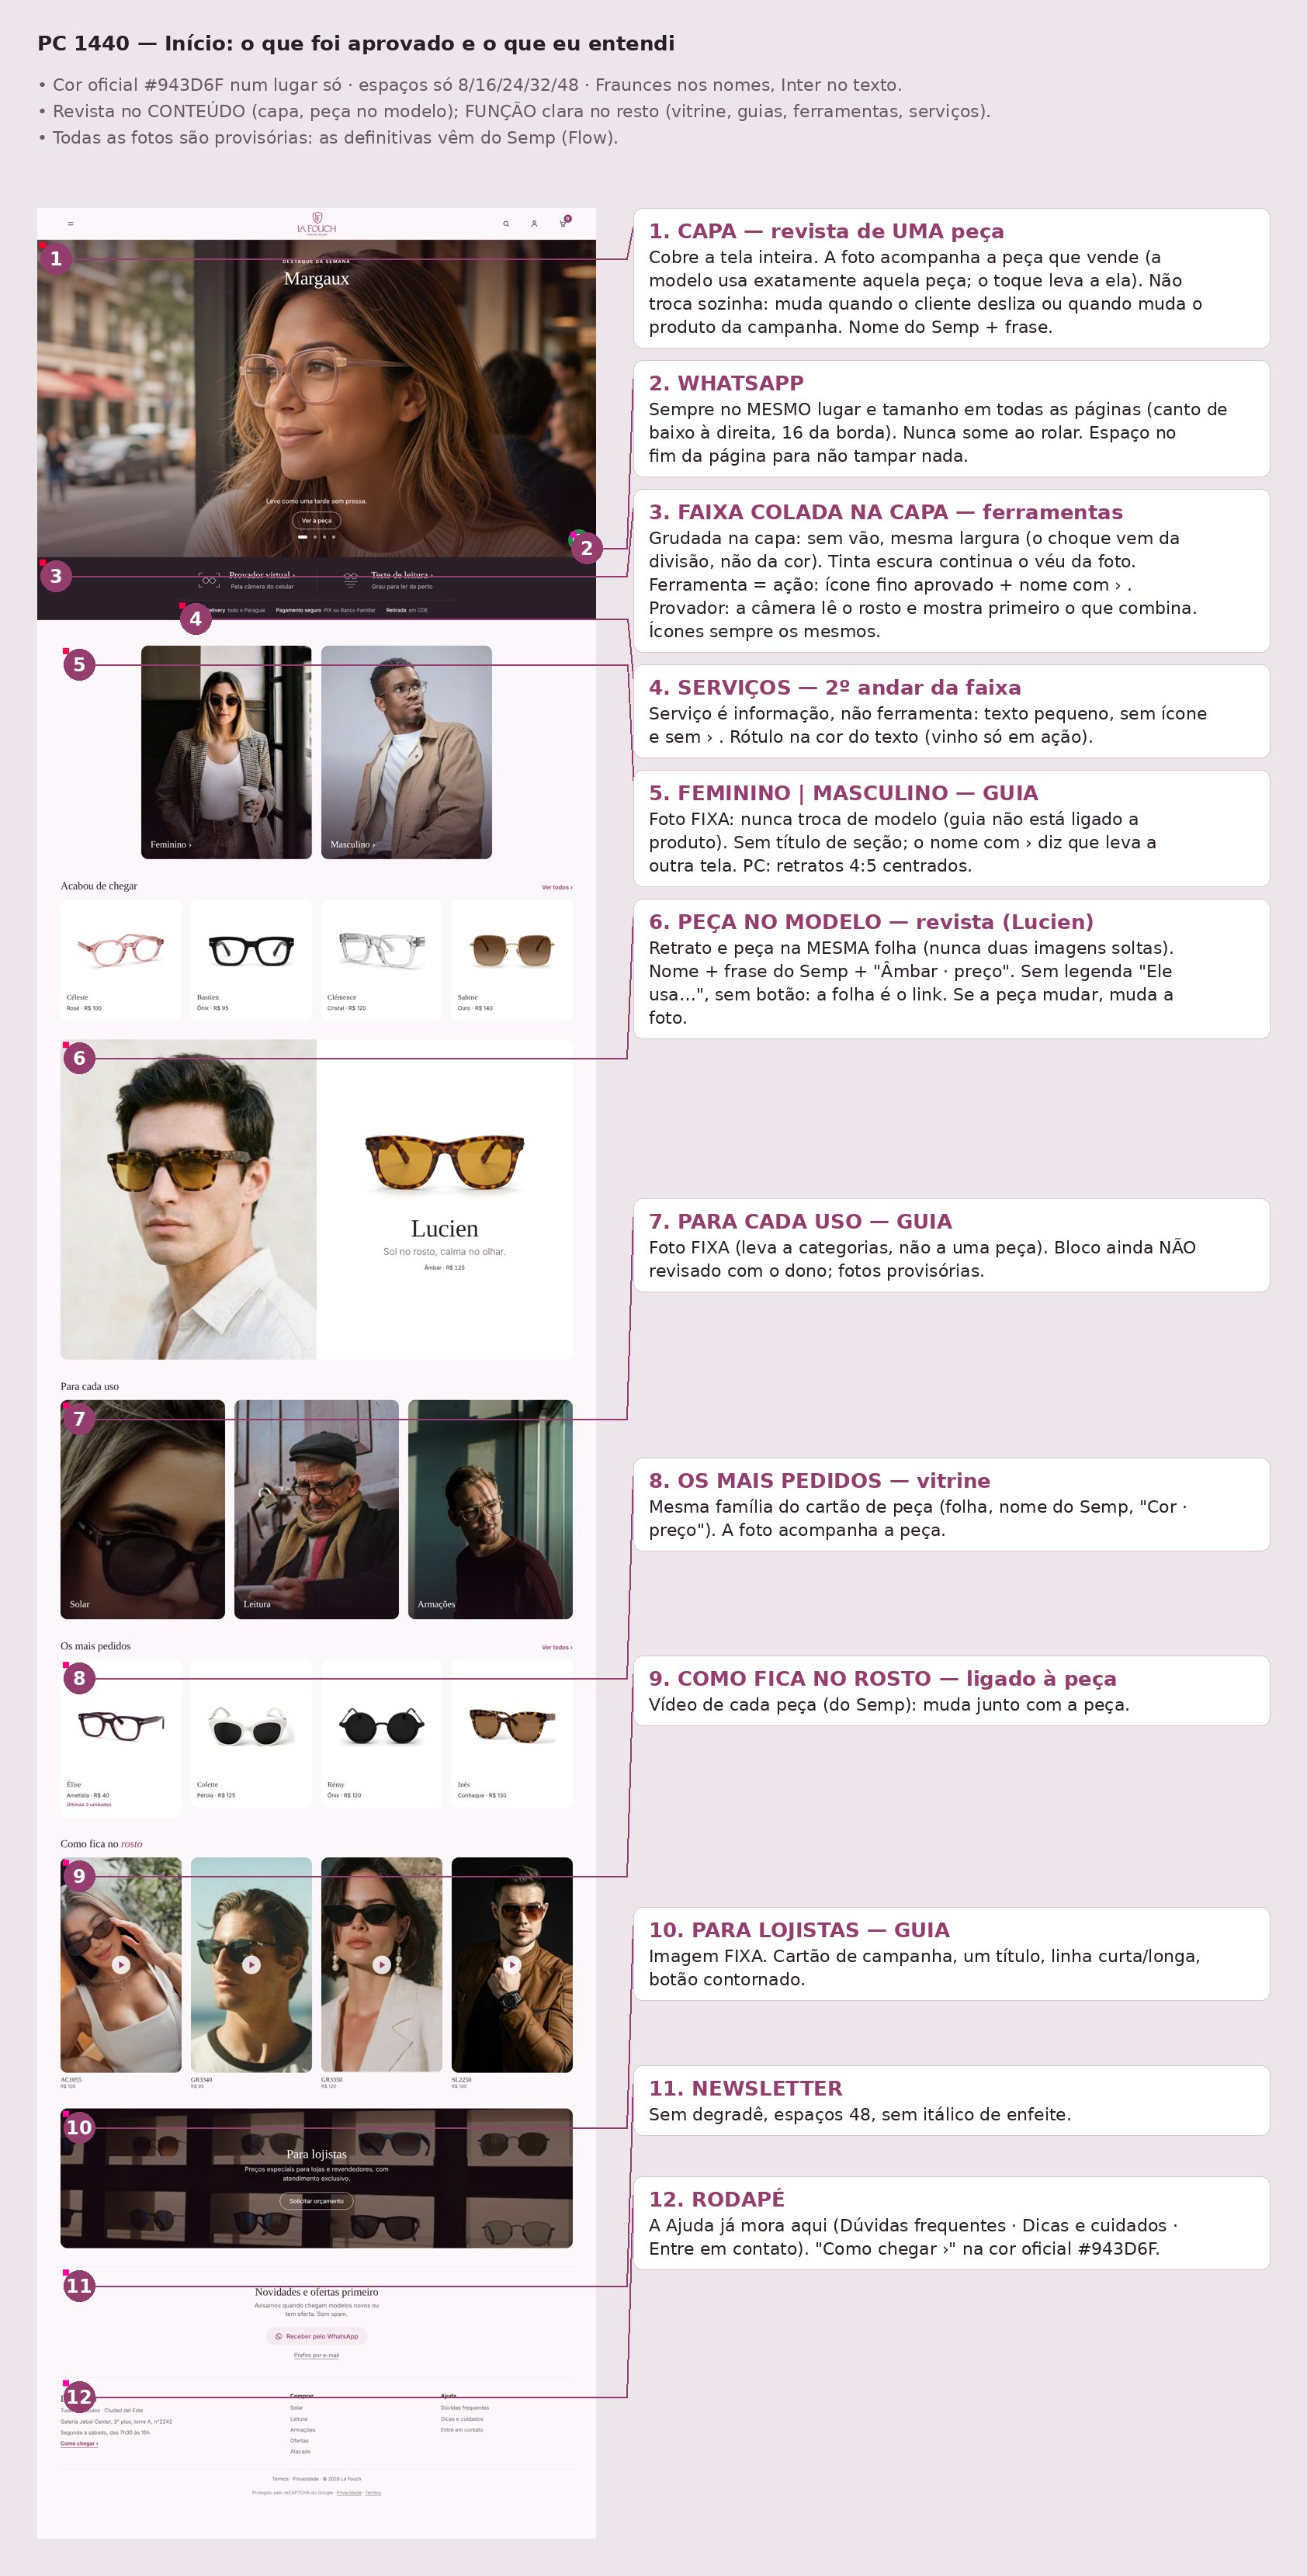 PC 1440 — Início: o que foi aprovado e o que eu entendi
• Cor oficial #943D6F num lugar só · espaços só 8/16/24/32/48 · Fraunces nos nomes, Inter no texto.
• Revista no CONTEÚDO (capa, peça no modelo); FUNÇÃO clara no resto (vitrine, guias, ferramentas, serviços).
• Todas as fotos são provisórias: as definitivas vêm do Semp (Flow).
LA FOUCH
0
DESTAQUE DA SEMANA
Margaux
Leve como uma tarde sem pressa.
Ver a peça
1
2
3
Provador virtual ›
Pela câmera do celular
Teste de leitura ›
Grau para ler de perto
4
Delivery todo o Paraguai
Pagamento seguro PIX ou Banco Familiar
Retirada em CDE
5
Feminino ›
Masculino ›
Acabou de chegar
Ver todos ›
Céleste
Rosé · R$ 100
Bastien
Ônix · R$ 95
Clémence
Cristal · R$ 120
Sabine
Ouro · R$ 140
6
Lucien
Sol no rosto, calma no olhar.
Âmbar · R$ 125
Para cada uso
7
Solar
Leitura
Armações
Os mais pedidos
Ver todos ›
8
Élise
Ametista · R$ 40
Últimas 3 unidades
Colette
Pérola · R$ 125
Rémy
Ônix · R$ 120
Inès
Conhaque · R$ 130
Como fica no rosto
9
AC1055
R$ 100
GR3340
R$ 95
GR3350
R$ 120
SL2250
R$ 140
10
Para lojistas
Preços especiais para lojas e revendedores, com
atendimento exclusivo.
Solicitar orçamento
11
Novidades e ofertas primeiro
Avisamos quando chegam modelos novos ou
tem oferta. Sem spam.
Receber pelo WhatsApp
Prefiro por e-mail
12
Ciudad del Este
Galeria Jebai Center, 3º piso, torre A, nº2242
Segunda a sábado, das 7h30 às 15h
Como chegar ›
Comprar
Solar
Leitura
Armações
Ofertas
Atacado
Ajuda
Dúvidas frequentes
Dicas e cuidados
Entre em contato
Termos · Privacidade · © 2026 La Fouch
Protegido pelo reCAPTCHA do Google · Privacidade · Termos
1. CAPA — revista de UMA peça
Cobre a tela inteira. A foto acompanha a peça que vende (a
modelo usa exatamente aquela peça; o toque leva a ela). Não
troca sozinha: muda quando o cliente desliza ou quando muda o
produto da campanha. Nome do Semp + frase.
2. WHATSAPP
Sempre no MESMO lugar e tamanho em todas as páginas (canto de
baixo à direita, 16 da borda). Nunca some ao rolar. Espaço no
fim da página para não tampar nada.
3. FAIXA COLADA NA CAPA — ferramentas
Grudada na capa: sem vão, mesma largura (o choque vem da
divisão, não da cor). Tinta escura continua o véu da foto.
Ferramenta = ação: ícone fino aprovado + nome com › .
Provador: a câmera lê o rosto e mostra primeiro o que combina.
Ícones sempre os mesmos.
4. SERVIÇOS — 2º andar da faixa
Serviço é informação, não ferramenta: texto pequeno, sem ícone
e sem › . Rótulo na cor do texto (vinho só em ação).
5. FEMININO | MASCULINO — GUIA
Foto FIXA: nunca troca de modelo (guia não está ligado a
produto). Sem título de seção; o nome com › diz que leva a
outra tela. PC: retratos 4:5 centrados.
6. PEÇA NO MODELO — revista (Lucien)
Retrato e peça na MESMA folha (nunca duas imagens soltas).
Nome + frase do Semp + "Âmbar · preço". Sem legenda "Ele
usa…", sem botão: a folha é o link. Se a peça mudar, muda a
foto.
7. PARA CADA USO — GUIA
Foto FIXA (leva a categorias, não a uma peça). Bloco ainda NÃO
revisado com o dono; fotos provisórias.
8. OS MAIS PEDIDOS — vitrine
Mesma família do cartão de peça (folha, nome do Semp, "Cor ·
preço"). A foto acompanha a peça.
9. COMO FICA NO ROSTO — ligado à peça
Vídeo de cada peça (do Semp): muda junto com a peça.
10. PARA LOJISTAS — GUIA
Imagem FIXA. Cartão de campanha, um título, linha curta/longa,
botão contornado.
11. NEWSLETTER
Sem degradê, espaços 48, sem itálico de enfeite.
12. RODAPÉ
A Ajuda já mora aqui (Dúvidas frequentes · Dicas e cuidados ·
Entre em contato). "Como chegar ›" na cor oficial #943D6F.